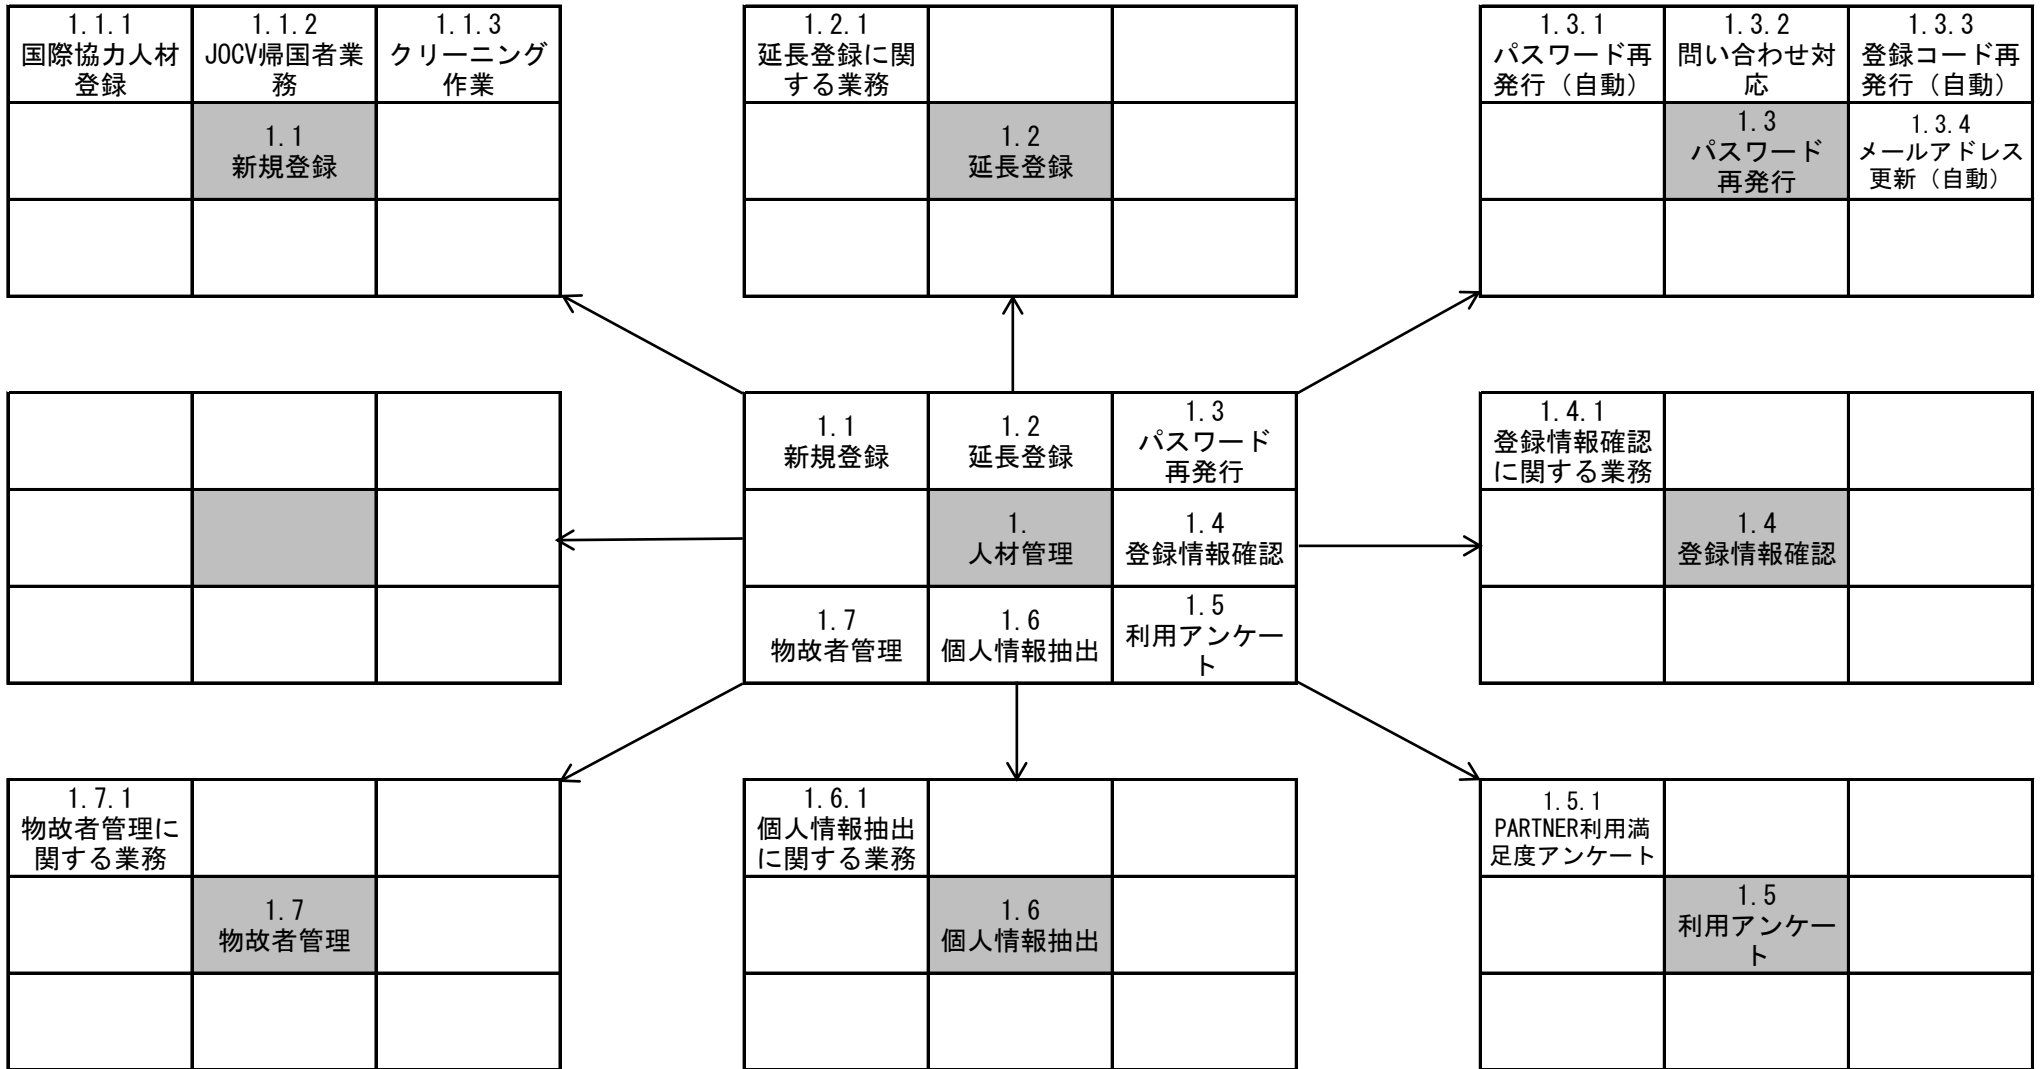 1.1.1
国際協力人材
登録
1.1.2
JOCV帰国者業
務
1.1.3
クリーニング
作業
1.1
新規登録
1.2.1
延長登録に関
する業務
1.2
延長登録
1.3.1
パスワード再
発行（自動）
1.3.2
問い合わせ対
応
1.3.3
登録コード再
発行（自動）
1.3
パスワード
再発行
1.3.4
メールアドレス
更新（自動）
1.1
新規登録
1.2
延長登録
1.3
パスワード
再発行
1.
人材管理
1.4
登録情報確認
1.7
物故者管理
1.6
個人情報抽出
1.5
利用アンケー
ト
1.4.1
登録情報確認
に関する業務
1.4
登録情報確認
1.7.1
物故者管理に
関する業務
1.7
物故者管理
1.6.1
個人情報抽出
に関する業務
1.6
個人情報抽出
1.5.1
PARTNER利用満
足度アンケート
1.5
利用アンケー
ト